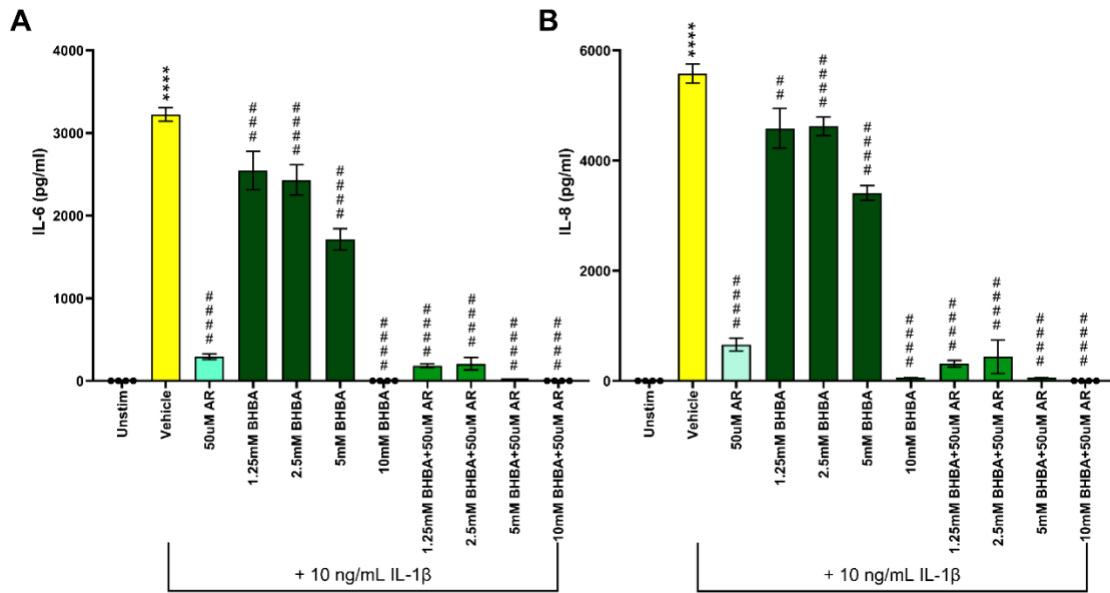 A
IL-6 (pg/ml)
4000
3000
2000
1000
0
****
####
###
####
####
####
####
####
####
####
Unstim
Vehicle
50uM AR
1.25mM BHBA
2.5mM BHBA
5mM BHBA
10mM BHBA
1.25mM BHBA+50uM AR
2.5mM BHBA+50uM AR
5mM BHBA+50uM AR
10mM BHBA+50uM AR
+ 10 ng/mL IL-1β
B
IL-8 (pg/ml)
6000
4000
2000
0
****
####
##
####
####
####
####
####
####
####
Unstim
Vehicle
50uM AR
1.25mM BHBA
2.5mM BHBA
5mM BHBA
10mM BHBA
1.25mM BHBA+50uM AR
2.5mM BHBA+50uM AR
5mM BHBA+50uM AR
10mM BHBA+50uM AR
+ 10 ng/mL IL-1β